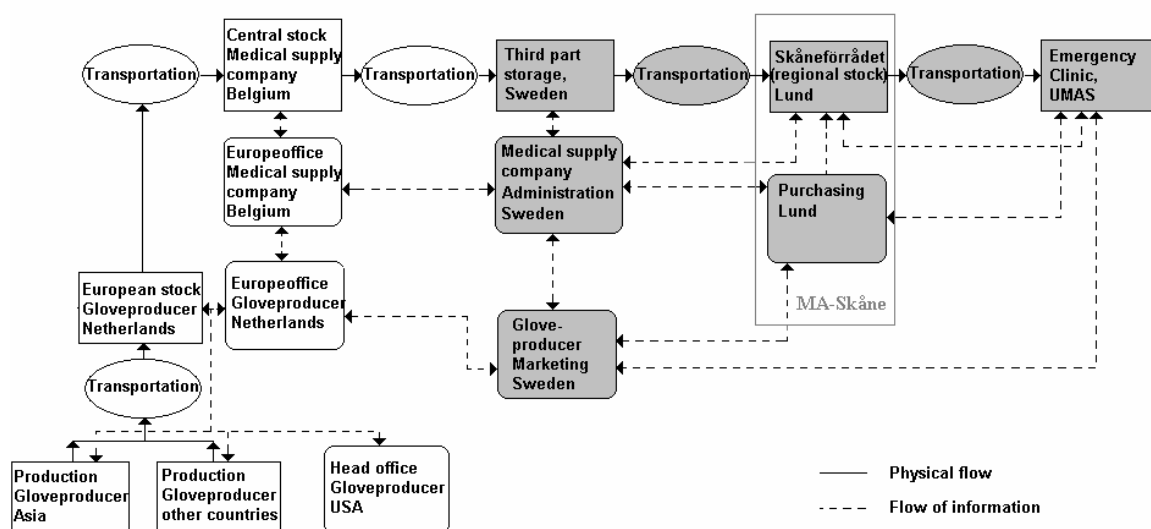 Central stock
Medical supply
company
Belgium
Transportation
Transportation
Third part
storage,
Sweden
Transportation
Skåneförrådet
(regional stock)
Lund
Transportation
Emergency
Clinic,
UMAS
Europeoffice
Medical supply
company
Belgium
Medical supply
company
Administration
Sweden
Purchasing
Lund
MA-Skåne
European stock
Gloveproducer
Netherlands
Europeoffice
Gloveproducer
Netherlands
Glove-
producer
Marketing
Sweden
Transportation
Production
Gloveproducer
Asia
Production
Gloveproducer
other countries
Head office
Gloveproducer
USA
Physical flow
Flow of information